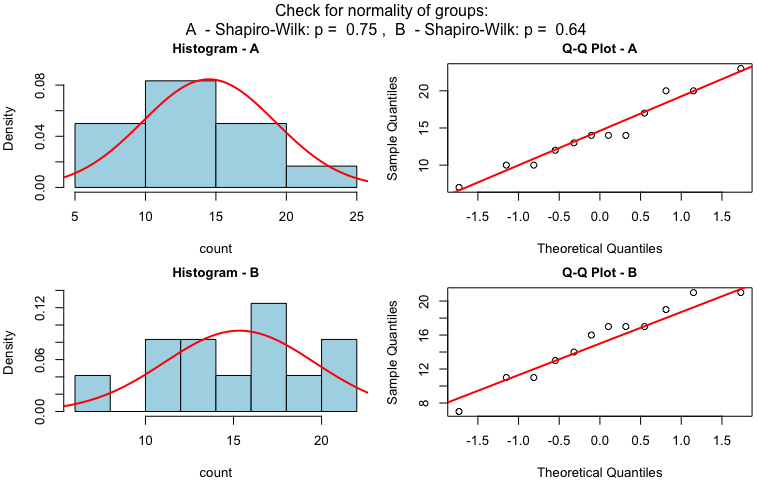 Check for normality of groups:
A - Shapiro-Wilk: p = 0.75 , B - Shapiro-Wilk: p = 0.64
Histogram - A
Density
0.00 0.04 0.08
5 10 15 20 25
count
Q-Q Plot - A
Sample Quantiles
10 15 20
-1.5 -1.0 -0.5 0.0 0.5 1.0 1.5
Theoretical Quantiles
Histogram - B
Density
0.00 0.06 0.12
10 15 20
count
Q-Q Plot - B
Sample Quantiles
8 12 16 20
-1.5 -1.0 -0.5 0.0 0.5 1.0 1.5
Theoretical Quantiles